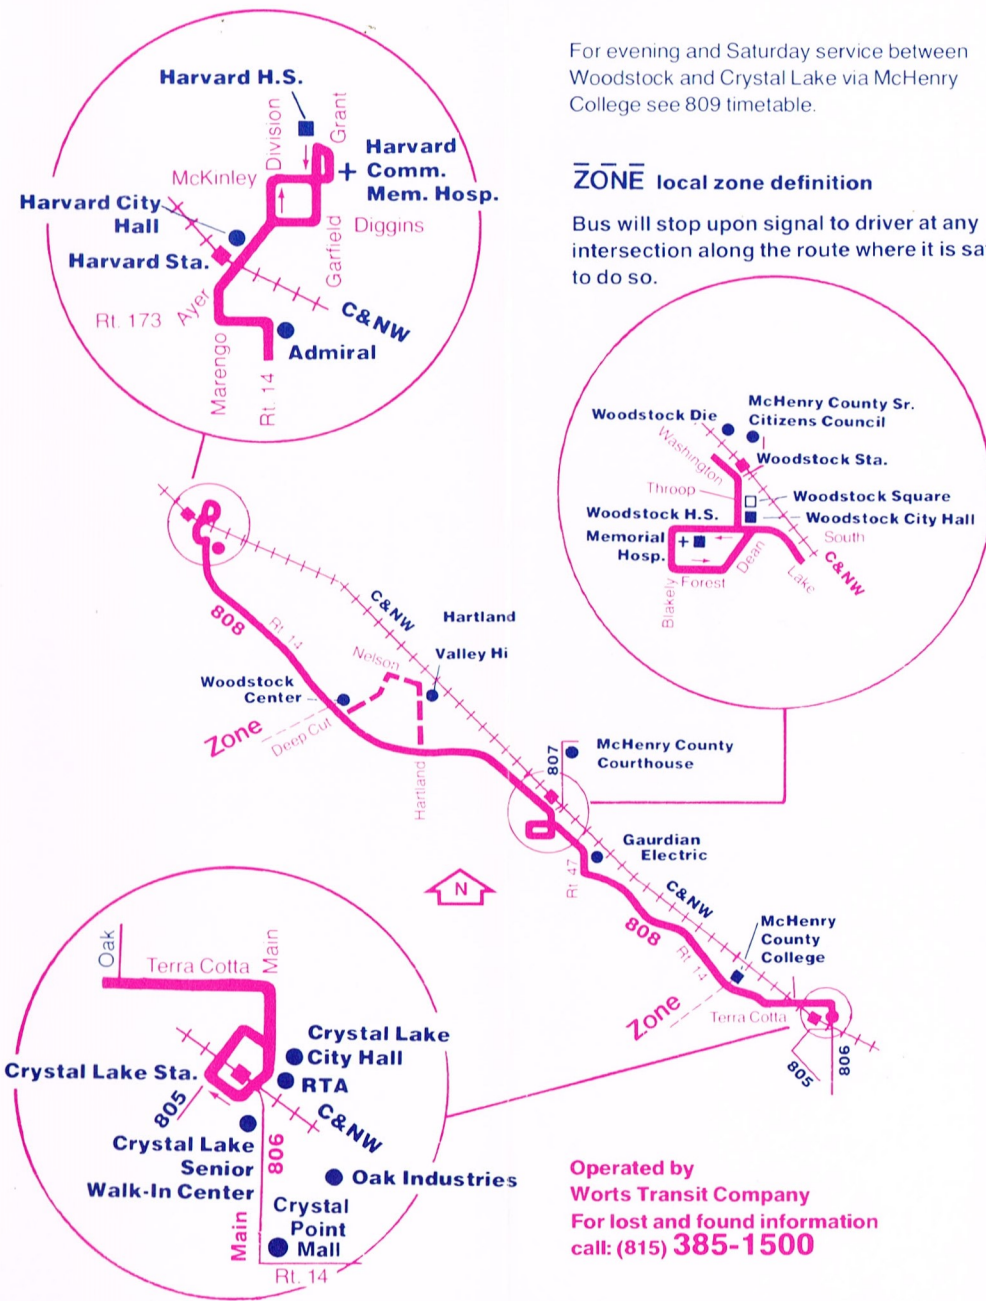 For evening and Saturday service between
Woodstock and Crystal Lake via McHenry
College see 809 timetable.
ZONE local zone definition
Bus will stop upon signal to driver at any
intersection along the route where it is sa
to do so.
Harvard H.S.
Division
Grant
Harvard
Comm.
Mem. Hosp.
McKinley
Harvard City
Hall
Diggins
Garfield
Harvard Sta.
Ayer
Rt. 173
C&NW
Admiral
Marengo
Rt. 14
McHenry County Sr.
Citizens Council
Woodstock Die
Washington
Woodstock Sta.
Throop
Woodstock Square
Woodstock H.S.
Woodstock City Hall
Memorial
Hosp.
South
Dean
Lake
C&NW
Forest
Blakely
808
Rt. 14
C&NW
Hartland
Nelson
Valley Hi
Woodstock
Center
Zone
Deep Cut
Hartland
807
McHenry County
Courthouse
Gaurdian
Electric
Rt. 47
N
C&NW
808
Rt. 14
McHenry
County
College
Zone
Terra Cotta
805
806
Oak
Terra Cotta
Main
Crystal Lake
City Hall
Crystal Lake Sta.
RTA
805
C&NW
Crystal Lake
Senior
Walk-In Center
806
Oak Industries
Main
Crystal
Point
Mall
Rt. 14
Operated by
Worts Transit Company
For lost and found information
call: (815) 385-1500